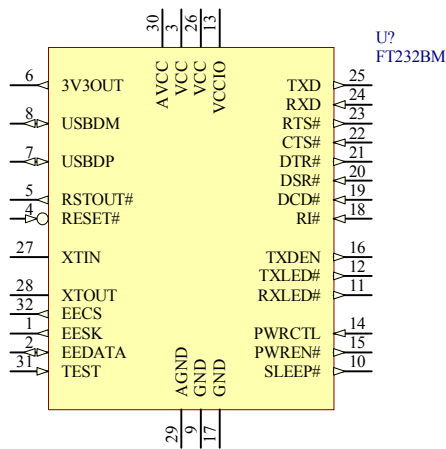 30 3 26 13
AVCC VCC VCC VCCIO
U?
FT232BM
6 3V3OUT TXD 25
RXD 24
8 USBDM RTS# 23
CTS# 22
7 USBDP DTR# 21
DSR# 20
5 RSTOUT# DCD# 19
4 RESET# RI# 18
27 XTIN TXDEN 16
TXLED# 12
28 XTOUT RXLED# 11
32 EECS
1 EESK PWRCTL 14
2 EEDATA PWREN# 15
31 TEST SLEEP# 10
AGND GND GND
29 9 17